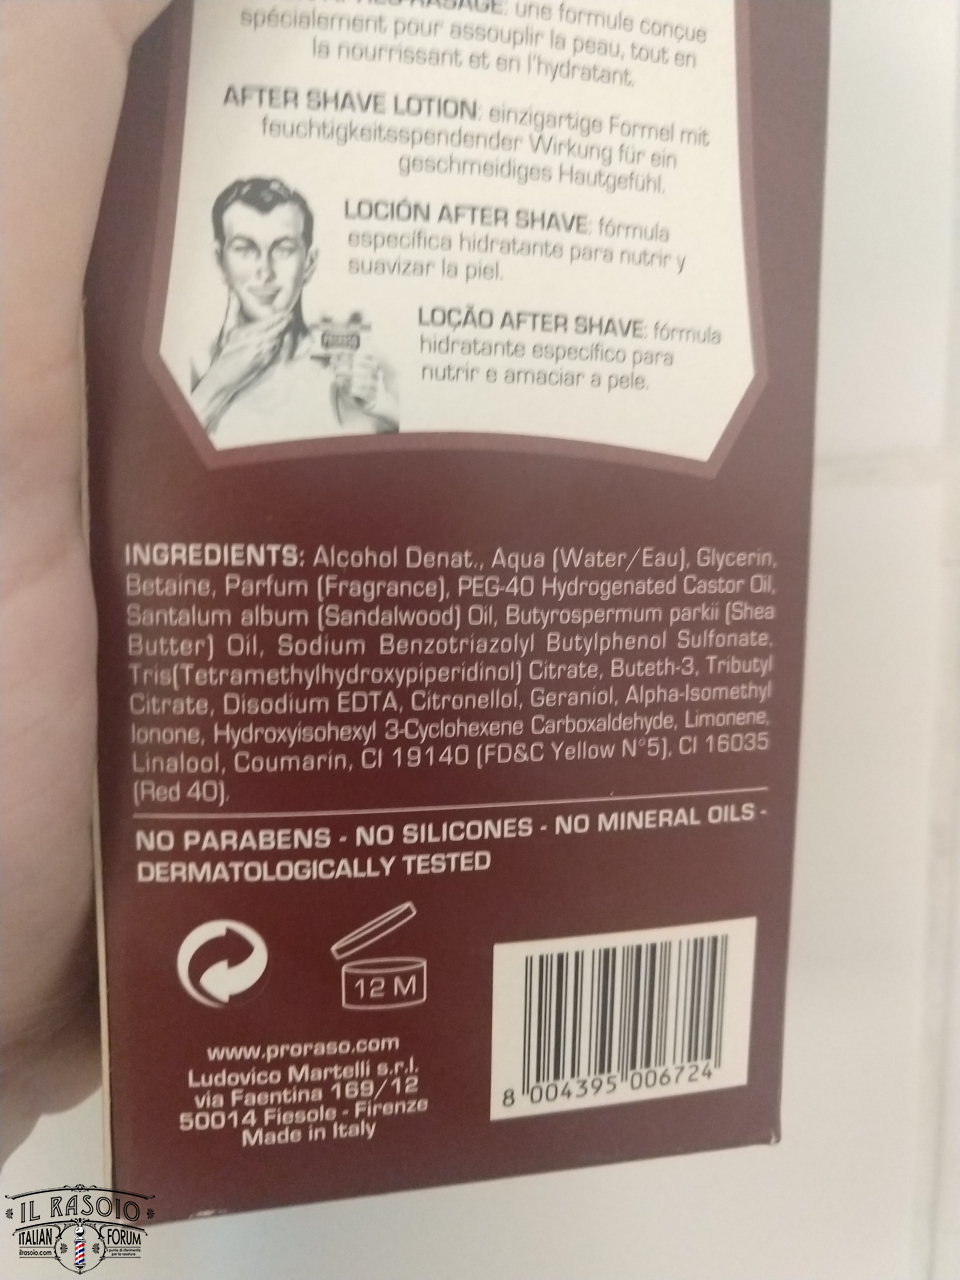 une formule conçue
spécialement pour assouplir la peau, tout en
la nourrissant et en l'hydratant.
AFTER SHAVE LOTION: einzigartige Formel mit
feuchtigkeitsspendender Wirkung für ein
geschmeidiges Hautgefühl.
LOCIÓN AFTER SHAVE: fórmula
específica hidratante para nutrir y
suavizar la piel.
LOÇÃO AFTER SHAVE: fórmula
hidratante específico para
nutrir e amaciar a pele.
INGREDIENTS: Alcohol Denat., Aqua (Water/Eau), Glycerin,
Betaine, Parfum (Fragrance), PEG-40 Hydrogenated Castor Oil,
Santalum album (Sandalwood) Oil, Butyrospermum parkii (Shea
Butter) Oil, Sodium Benzotriazolyl Butylphenol Sulfonate,
Tris(Tetramethylhydroxypiperidinol) Citrate, Buteth-3, Tributyl
Citrate, Disodium EDTA, Citronellol, Geraniol, Alpha-Isomethyl
Ionone, Hydroxyisohexyl 3-Cyclohexene Carboxaldehyde, Limonene,
Linalool, Coumarin, CI 19140 (FD&C Yellow N°5), CI 16035
(Red 40).
NO PARABENS - NO SILICONES - NO MINERAL OILS -
DERMATOLOGICALLY TESTED
12 M
www.proraso.com
Ludovico Martelli s.r.l.
via Faentina 169/12
50014 Fiesole - Firenze
Made in Italy
8 004395 006724
IL RASOIO
ITALIAN FORUM
ilrasoio.com